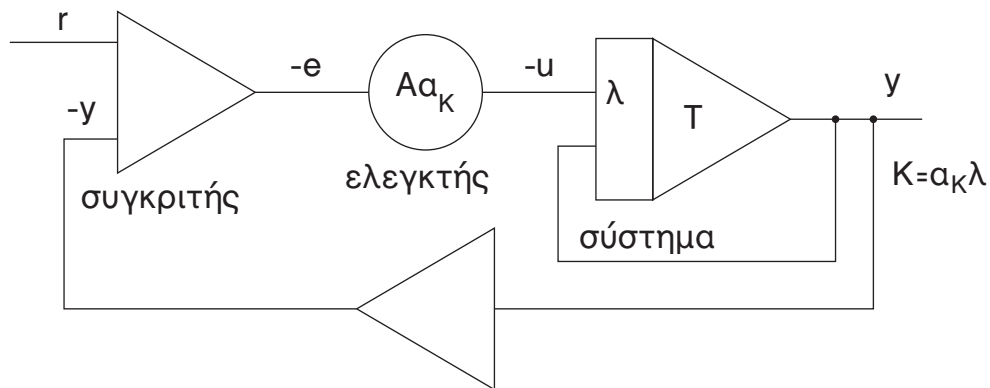 r
-y
συγκριτής
-e
Aα_K
ελεγκτής
-u
λ
T
σύστημα
y
K=α_Kλ